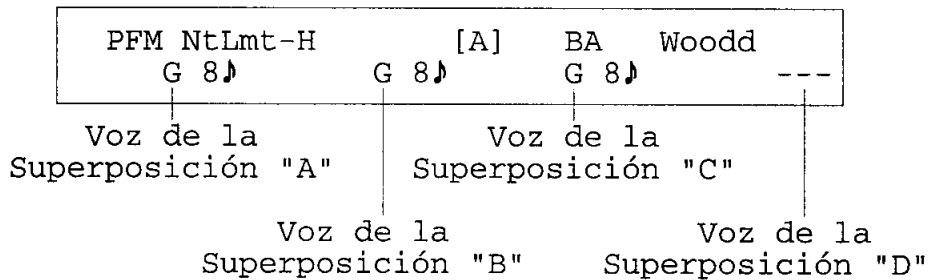 PFM NtLmt-H [A] BA Woodd
G 8♪ G 8♪ G 8♪ ---
Voz de la Superposición "A"
Voz de la Superposición "C"
Voz de la Superposición "B"
Voz de la Superposición "D"